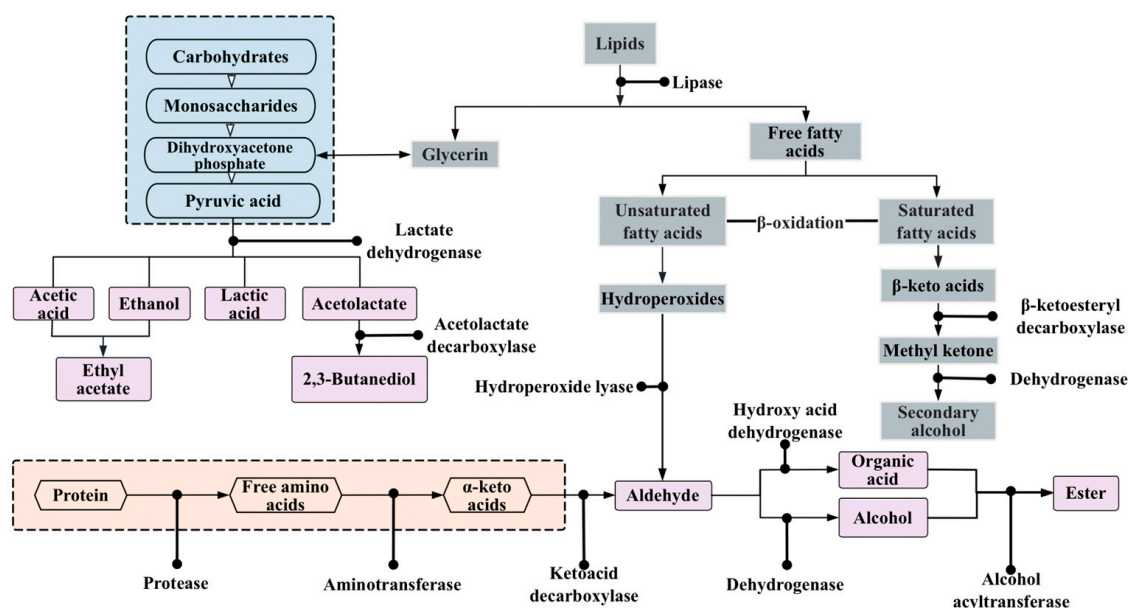 Carbohydrates
Monosaccharides
Dihydroxyacetone
phosphate
Pyruvic acid
Lipids
Lipase
Glycerin
Free fatty
acids
Unsaturated
fatty acids
β-oxidation
Saturated
fatty acids
Lactate
dehydrogenase
Acetic
acid
Ethanol
Lactic
acid
Acetolactate
Acetolactate
decarboxylase
Ethyl
acetate
2,3-Butanediol
Hydroperoxides
Hydroperoxide lyase
β-keto acids
β-ketoesteryl
decarboxylase
Methyl ketone
Dehydrogenase
Secondary
alcohol
Hydroxy acid
dehydrogenase
Protein
Free amino
acids
α-keto
acids
Aldehyde
Organic
acid
Alcohol
Ester
Protease
Aminotransferase
Ketoacid
decarboxylase
Dehydrogenase
Alcohol
acyltransferase